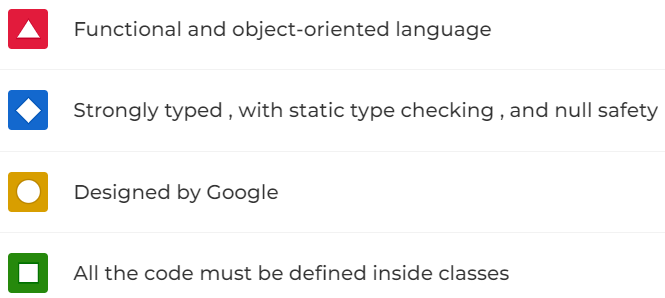 Functional and object-oriented language
Strongly typed , with static type checking , and null safety
Designed by Google
All the code must be defined inside classes